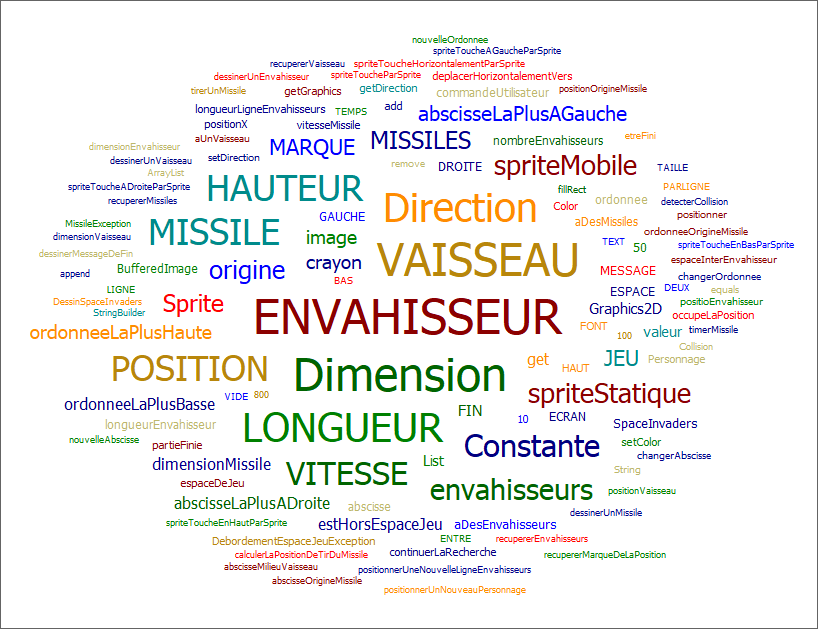 nouvelleOrdonnee
spriteToucheAGaucheParSprite
recupererVaisseau
spriteToucheHorizontalementParSprite
dessinerUnEnvahisseur
spriteToucheParSprite
deplacerHorizontalementVers
tirerUnMissile
getGraphics
getDirection
commandeUtilisateur
positionOrigineMissile
longueurLigneEnvahisseurs
TEMPS
add
abscisseLaPlusAGauche
positionX
vitesseMissile
aUnVaisseau
MARQUE
MISSILES
nombreEnvahisseurs
etreFini
dimensionEnvahisseur
dessinerUnVaisseau
setDirection
remove
DROITE
spriteMobile
TAILLE
ArrayList
spriteToucheADroiteParSprite
recupererMissiles
HAUTEUR
fillRect
PARLIGNE
Color
ordonnee
detecterCollision
positionner
GAUCHE
Direction
aDesMissiles
MissileException
dimensionVaisseau
MISSILE
image
ordonneeOrigineMissile
TEXT
50
spriteToucheEnBasParSprite
dessinerMessageDeFin
VAISSEAU
espaceInterEnvahisseur
append
BufferedImage
origine
crayon
BAS
MESSAGE
changerOrdonnee
LIGNE
ESPACE
DEUX
equals
DessinSpaceInvaders
StringBuilder
Sprite
ENVAHISSEUR
Graphics2D
positioEnvahisseur
occupeLaPosition
ordonneeLaPlusHaute
FONT
100
valeur
timerMissile
Collision
POSITION
Dimension
get
HAUT
JEU
Personnage
VIDE
800
spriteStatique
ordonneeLaPlusBasse
FIN
longueurEnvahisseur
LONGUEUR
10
ECRAN
SpaceInvaders
nouvelleAbscisse
partieFinie
Constante
setColor
changerAbscisse
dimensionMissile
VITESSE
List
String
espaceDeJeu
envahisseurs
positionVaisseau
abscisseLaPlusADroite
abscisse
dessinerUnMissile
spriteToucheEnHautParSprite
estHorsEspaceJeu
aDesEnvahisseurs
DebordementEspaceJeuException
ENTRE
recupererEnvahisseurs
calculerLaPositionDeTirDuMissile
continuerLaRecherche
recupererMarqueDeLaPosition
abscisseMilieuVaisseau
positionnerUneNouvelleLigneEnvahisseurs
abscisseOrigineMissile
positionnerUnNouveauPersonnage